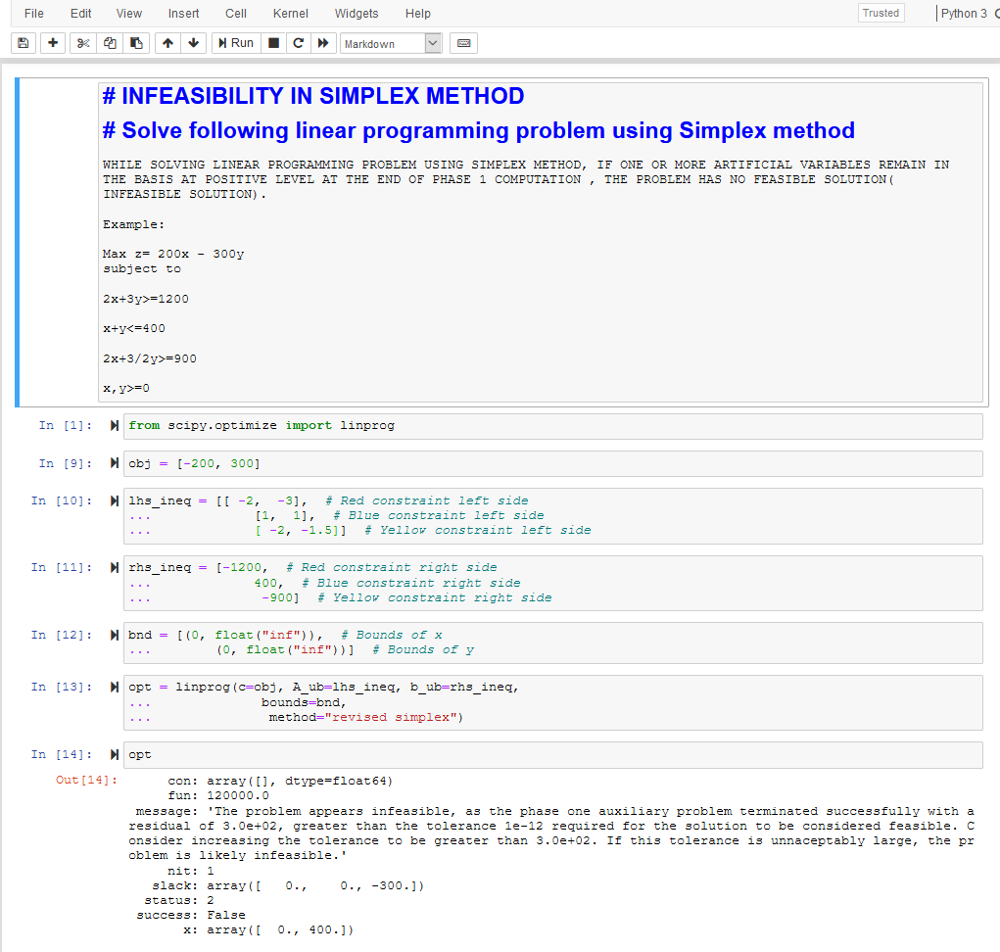 File Edit View Insert Cell Kernel Widgets Help Trusted Python 3
Run Markdown
# INFEASIBILITY IN SIMPLEX METHOD
# Solve following linear programming problem using Simplex method
WHILE SOLVING LINEAR PROGRAMMING PROBLEM USING SIMPLEX METHOD, IF ONE OR MORE ARTIFICIAL VARIABLES REMAIN IN
THE BASIS AT POSITIVE LEVEL AT THE END OF PHASE 1 COMPUTATION , THE PROBLEM HAS NO FEASIBLE SOLUTION(
INFEASIBLE SOLUTION).
Example:
Max z= 200x - 300y
subject to
2x+3y>=1200
x+y<=400
2x+3/2y>=900
x,y>=0
In [1]: from scipy.optimize import linprog
In [9]: obj = [-200, 300]
In [10]: lhs_ineq = [[ -2, -3], # Red constraint left side
... [1, 1], # Blue constraint left side
... [ -2, -1.5]] # Yellow constraint left side
In [11]: rhs_ineq = [-1200, # Red constraint right side
... 400, # Blue constraint right side
... -900] # Yellow constraint right side
In [12]: bnd = [(0, float("inf")), # Bounds of x
... (0, float("inf"))] # Bounds of y
In [13]: opt = linprog(c=obj, A_ub=lhs_ineq, b_ub=rhs_ineq,
... bounds=bnd,
... method="revised simplex")
In [14]: opt
Out[14]: con: array([], dtype=float64)
fun: 120000.0
message: 'The problem appears infeasible, as the phase one auxiliary problem terminated successfully with a
residual of 3.0e+02, greater than the tolerance 1e-12 required for the solution to be considered feasible. C
onsider increasing the tolerance to be greater than 3.0e+02. If this tolerance is unnaceptably large, the pr
oblem is likely infeasible.'
nit: 1
slack: array([ 0., 0., -300.])
status: 2
success: False
x: array([ 0., 400.])